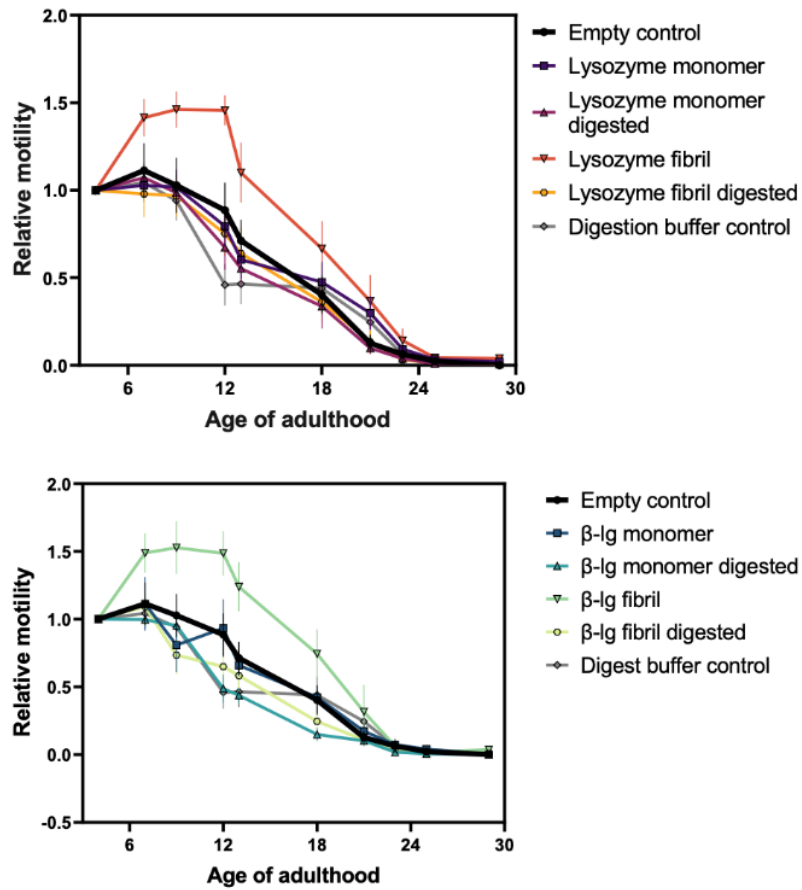 2.0
1.5
1.0
0.5
0.0
Relative motility
6
12
18
24
30
Age of adulthood
Empty control
Lysozyme monomer
Lysozyme monomer
digested
Lysozyme fibril
Lysozyme fibril digested
Digestion buffer control
2.0
1.5
1.0
0.5
0.0
-0.5
Relative motility
6
12
18
24
30
Age of adulthood
Empty control
β-lg monomer
β-lg monomer digested
β-lg fibril
β-lg fibril digested
Digest buffer control